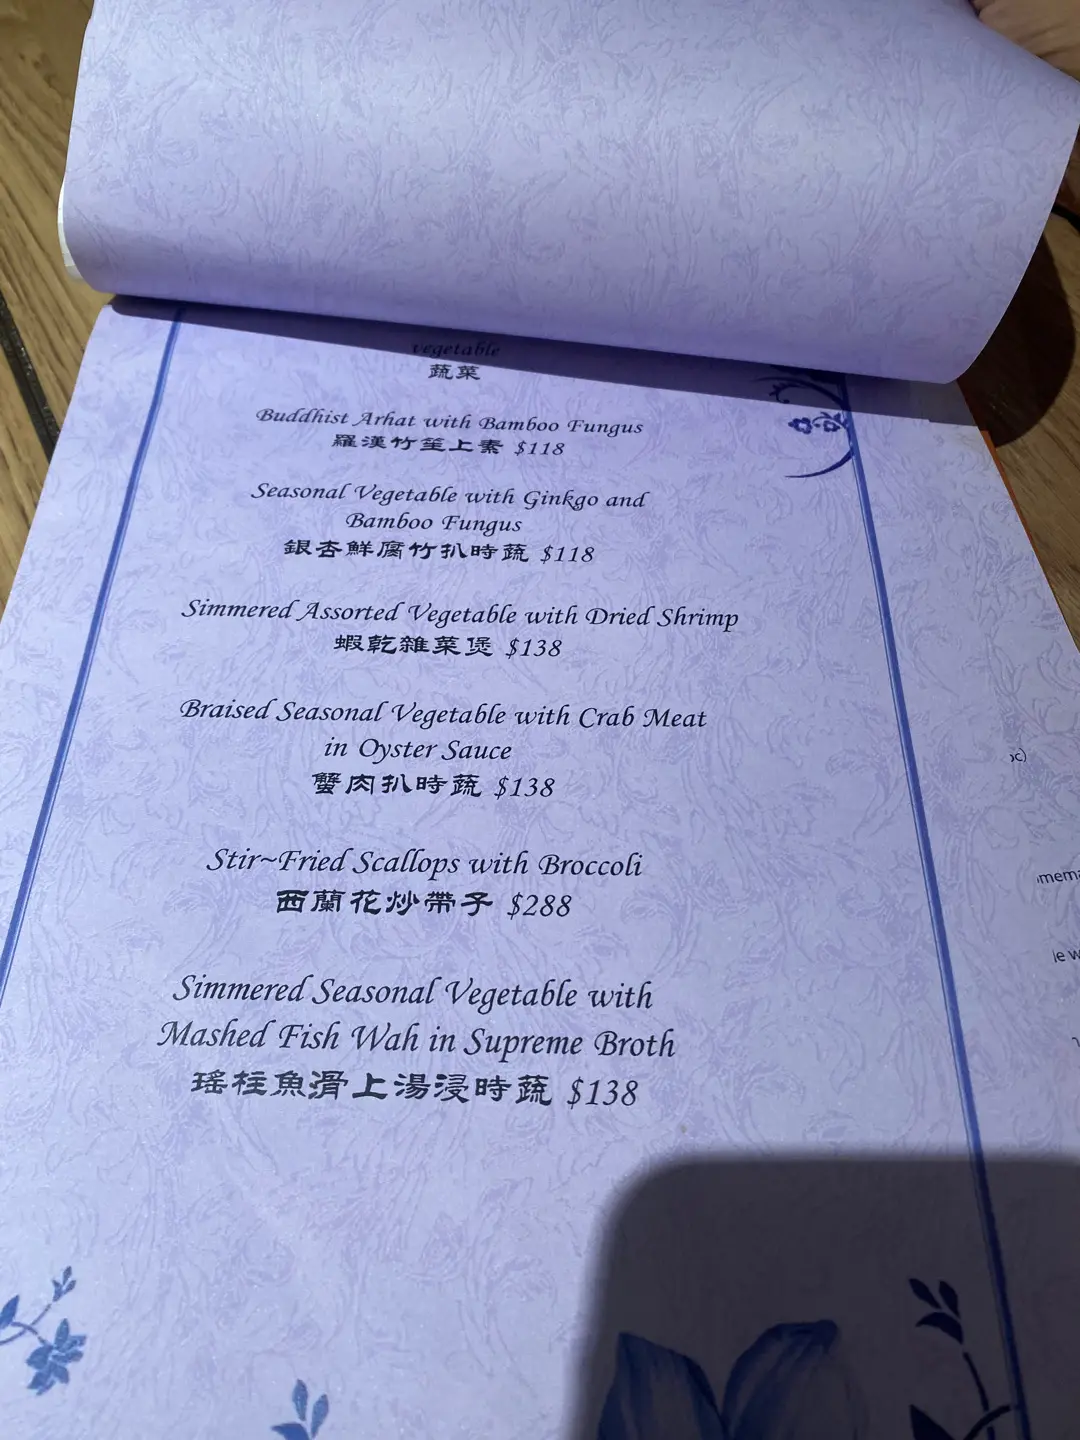 vegetable
蔬菜
Buddhist Arhat with Bamboo Fungus
羅漢竹笙上素 $118
Seasonal Vegetable with Ginkgo and
Bamboo Fungus
銀杏鮮腐竹扒時蔬 $118
Simmered Assorted Vegetable with Dried Shrimp
蝦乾雜菜煲 $138
Braised Seasonal Vegetable with Crab Meat
in Oyster Sauce
蟹肉扒時蔬 $138
Stir~Fried Scallops with Broccoli
西蘭花炒帶子 $288
Simmered Seasonal Vegetable with
Mashed Fish Wah in Supreme Broth
瑤柱魚滑上湯浸時蔬 $138